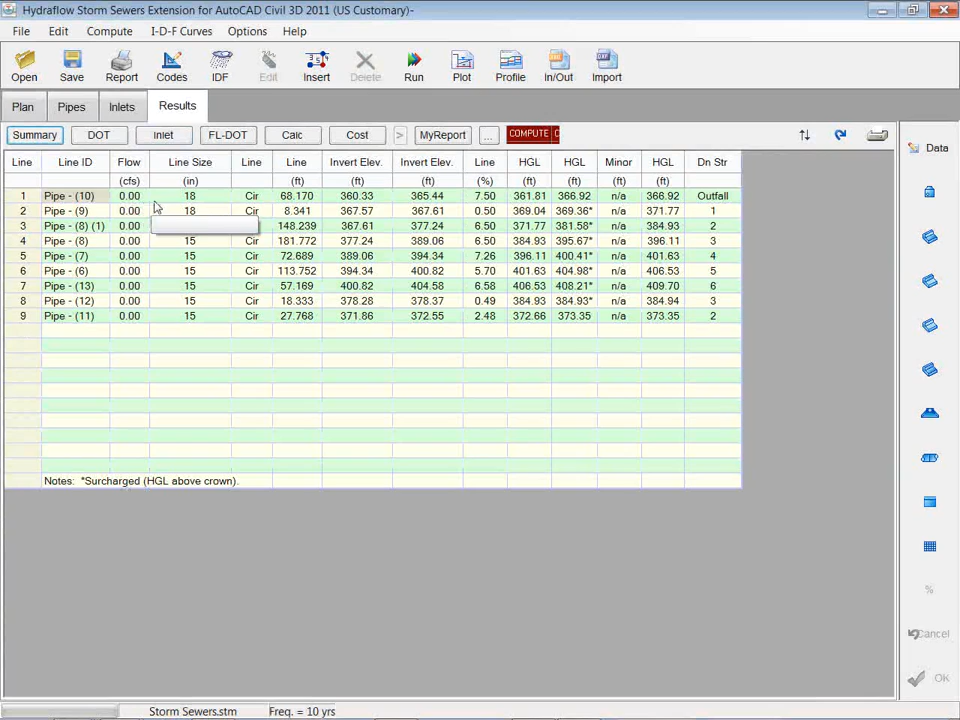 Hydraflow Storm Sewers Extension for AutoCAD Civil 3D 2011 (US Customary)-
File Edit Compute I-D-F Curves Options Help
Open Save Report Codes IDF Edit Insert Delete Run Plot Profile In/Out Import
Plan Pipes Inlets Results
Summary DOT Inlet FL-DOT Calc Cost > MyReport ... COMPUTE C
Data
Line Line ID Flow Line Size Line Line Invert Elev. Invert Elev. Line HGL HGL Minor HGL Dn Str
(cfs) (in) (ft) (ft) (ft) (%) (ft) (ft) (ft) (ft)
1 Pipe - (10) 0.00 18 Cir 68.170 360.33 365.44 7.50 361.81 366.92 n/a 366.92 Outfall
2 Pipe - (9) 0.00 18 Cir 8.341 367.57 367.61 0.50 369.04 369.36* n/a 371.77 1
3 Pipe - (8) (1) 0.00 Cir 148.239 367.61 377.24 6.50 371.77 381.58* n/a 384.93 2
4 Pipe - (8) 0.00 15 Cir 181.772 377.24 389.06 6.50 384.93 395.67* n/a 396.11 3
5 Pipe - (7) 0.00 15 Cir 72.689 389.06 394.34 7.26 396.11 400.41* n/a 401.63 4
6 Pipe - (6) 0.00 15 Cir 113.752 394.34 400.82 5.70 401.63 404.98* n/a 406.53 5
7 Pipe - (13) 0.00 15 Cir 57.169 400.82 404.58 6.58 406.53 408.21* n/a 409.70 6
8 Pipe - (12) 0.00 15 Cir 18.333 378.28 378.37 0.49 384.93 384.93* n/a 384.94 3
9 Pipe - (11) 0.00 15 Cir 27.768 371.86 372.55 2.48 372.66 373.35 n/a 373.35 2
Notes: *Surcharged (HGL above crown).
%
Cancel
OK
Storm Sewers.stm Freq. = 10 yrs